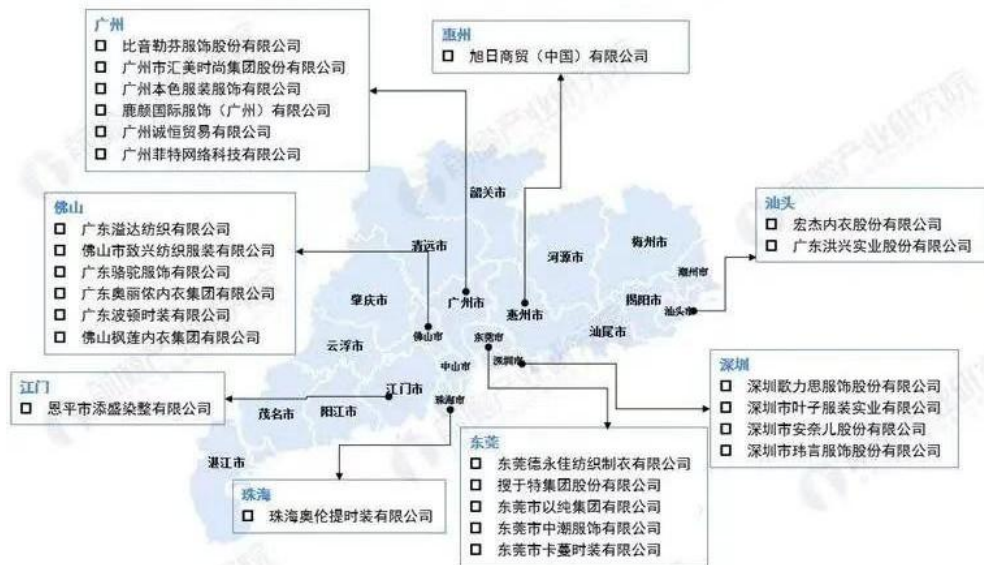 广州
比音勒芬服饰股份有限公司
广州市汇美时尚集团股份有限公司
广州本色服装服饰有限公司
鹿颜国际服饰（广州）有限公司
广州诚恒贸易有限公司
广州菲特网络科技有限公司
惠州
旭日商贸（中国）有限公司
佛山
广东溢达纺织有限公司
佛山市致兴纺织服装有限公司
广东骆驼服饰有限公司
广东奥丽侬内衣集团有限公司
广东波顿时装有限公司
佛山枫莲内衣集团有限公司
汕头
宏杰内衣股份有限公司
广东洪兴实业股份有限公司
韶关市
清远市
河源市
梅州市
潮州市
肇庆市
广州市
惠州市
揭阳市
汕头市
云浮市
佛山市
东莞市
汕尾市
深圳市
中山市
江门市
珠海市
茂名市
阳江市
湛江市
江门
恩平市添盛染整有限公司
深圳
深圳歌力思服饰股份有限公司
深圳市叶子服装实业有限公司
深圳市安奈儿股份有限公司
深圳市玮言服饰股份有限公司
珠海
珠海奥伦提时装有限公司
东莞
东莞德永佳纺织制衣有限公司
搜于特集团股份有限公司
东莞市以纯集团有限公司
东莞市中潮服饰有限公司
东莞市卡蔓时装有限公司
前瞻产业研究院